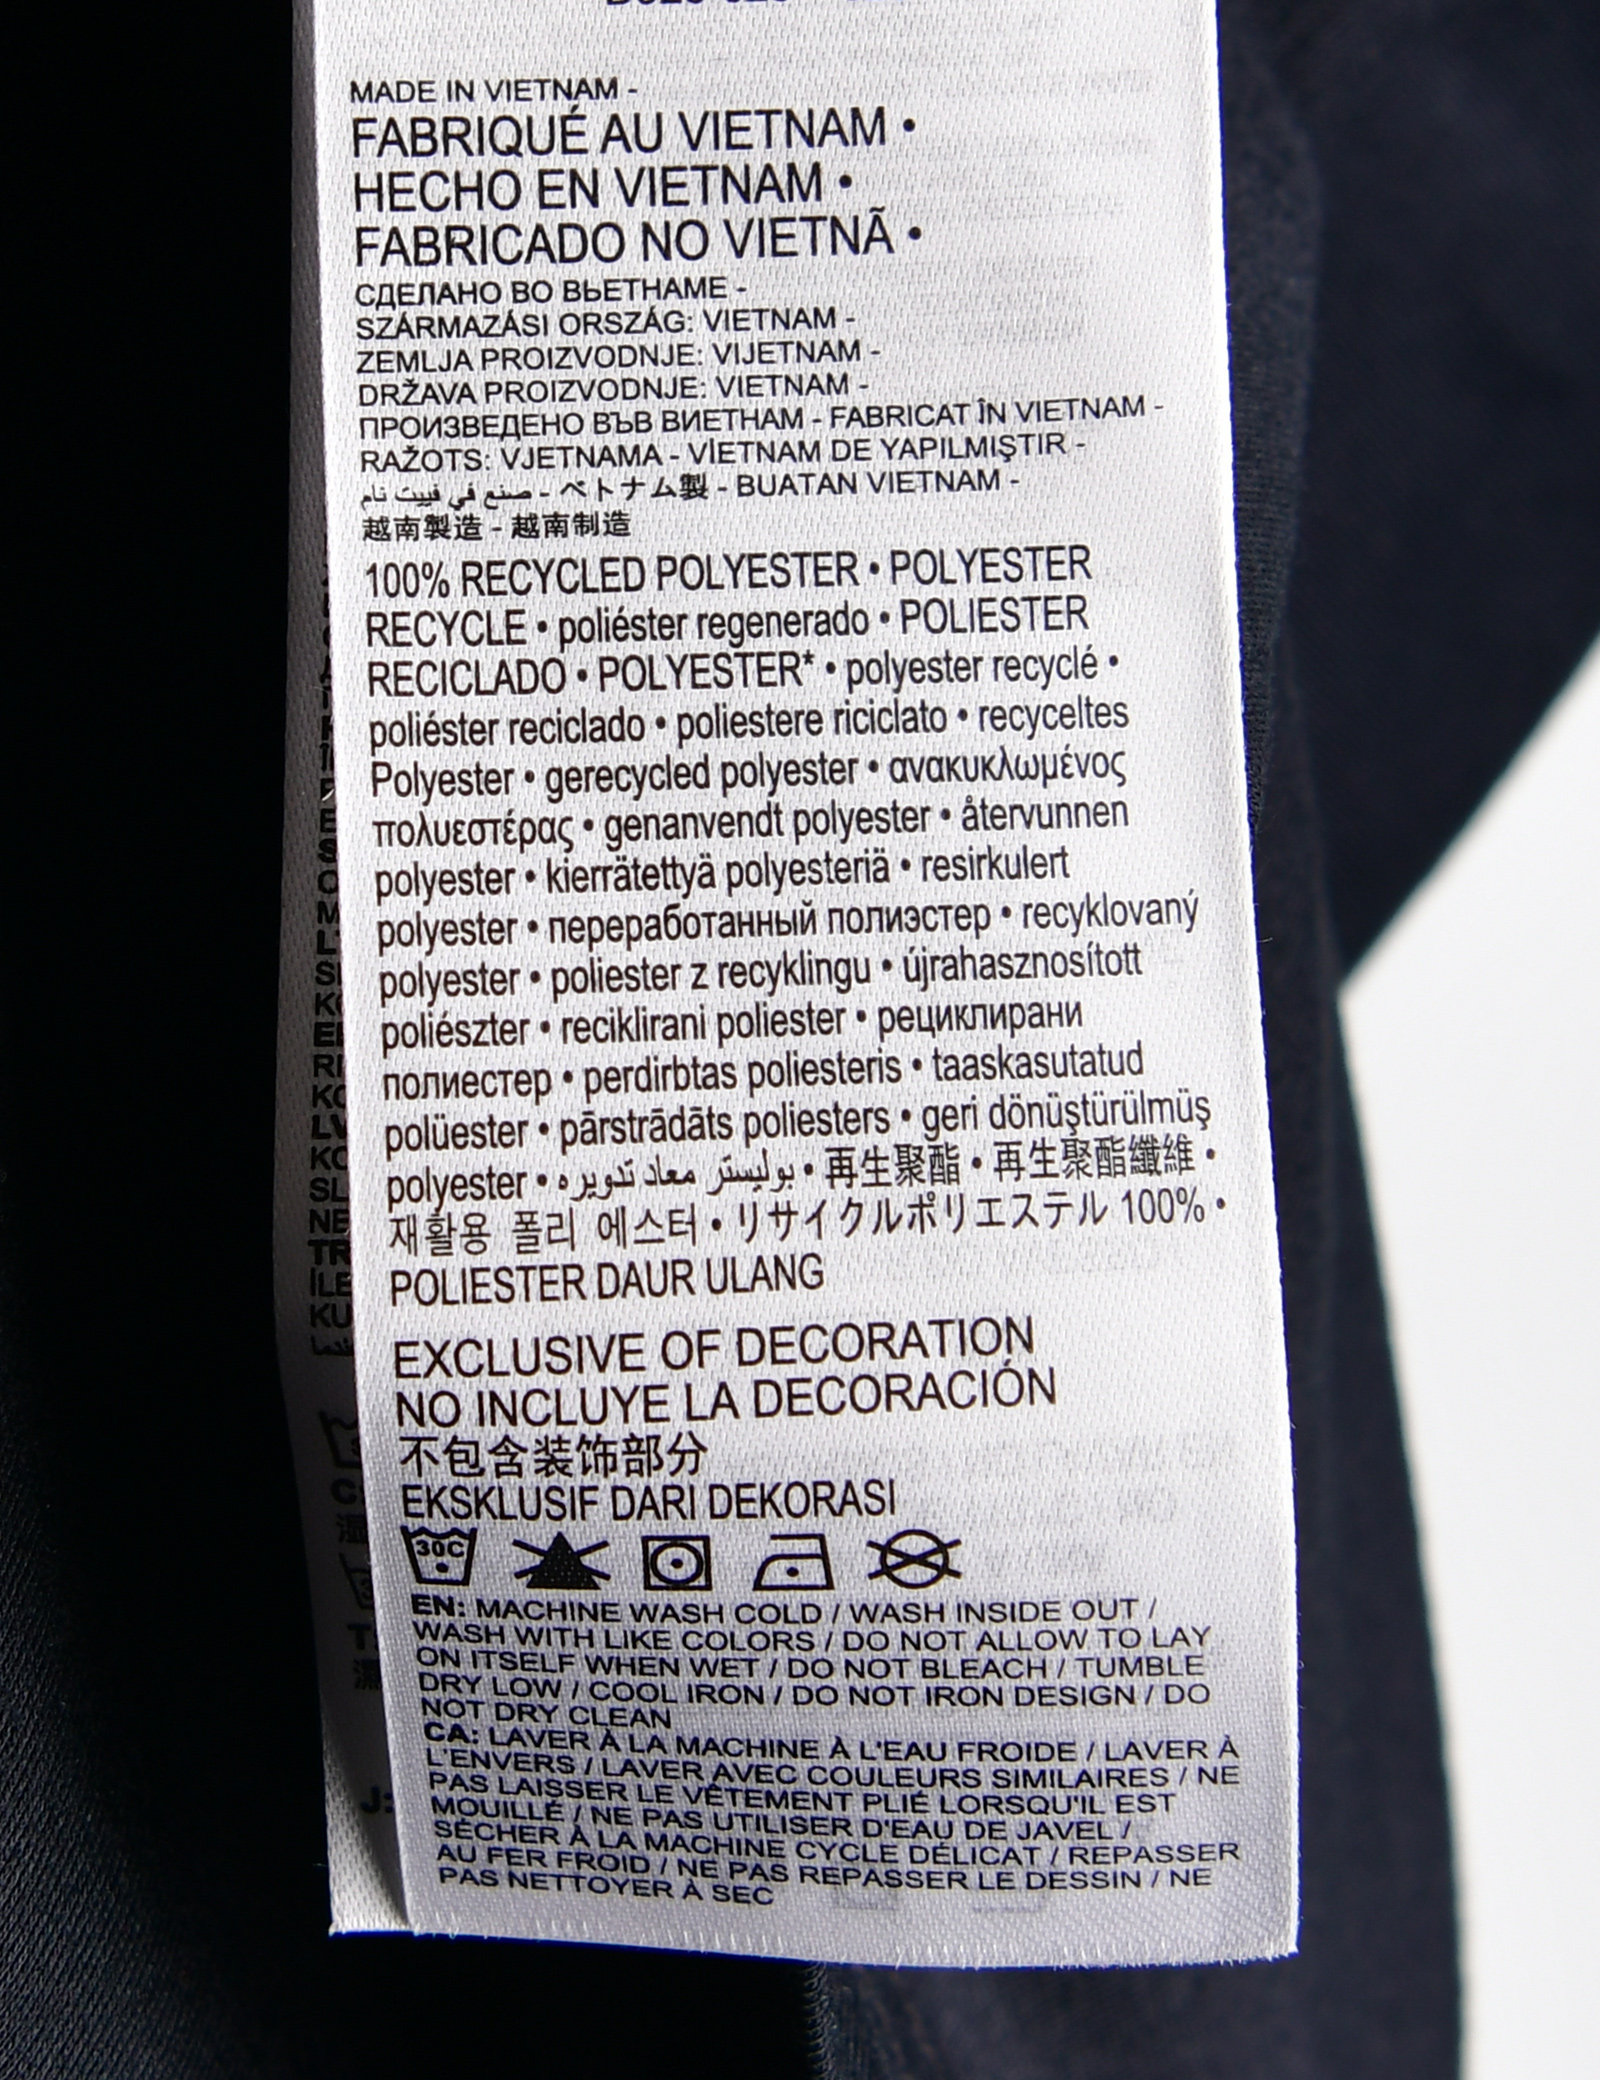 MADE IN VIETNAM -
FABRIQUÉ AU VIETNAM •
HECHO EN VIETNAM •
FABRICADO NO VIETNÃ •
СДЕЛАНО ВО ВЬЕТНАМЕ -
SZÁRMAZÁSI ORSZÁG: VIETNAM -
ZEMLJA PROIZVODNJE: VIJETNAM -
DRŽAVA PROIZVODNJE: VIETNAM -
ПРОИЗВЕДЕНО ВЪВ ВИЕТНАМ - FABRICAT ÎN VIETNAM -
RAŽOTS: VJETNAMA - VİETNAM DE YAPILMIŞTIR -
صنع في فييت نام - ベトナム製 - BUATAN VIETNAM -
越南製造 - 越南制造
100% RECYCLED POLYESTER • POLYESTER
RECYCLE • poliéster regenerado • POLIESTER
RECICLADO • POLYESTER* • polyester recyclé •
poliéster reciclado • poliestere riciclato • recyceltes
Polyester • gerecycled polyester • ανακυκλωμένος
πολυεστέρας • genanvendt polyester • återvunnen
polyester • kierrätettyä polyesteriä • resirkulert
polyester • переработанный полиэстер • recyklovaný
polyester • poliester z recyklingu • újrahasznosított
poliészter • reciklirani poliester • рециклирани
полиестер • perdirbtas poliesteris • taaskasutatud
polüester • pārstrādāts poliesters • geri dönüştürülmüş
polyester • بوليستر معاد تدويره • 再生聚酯 • 再生聚酯纖維 •
재활용 폴리 에스터 • リサイクルポリエステル 100% •
POLIESTER DAUR ULANG
EXCLUSIVE OF DECORATION
NO INCLUYE LA DECORACIÓN
不包含装饰部分
EKSKLUSIF DARI DEKORASI
30C
EN: MACHINE WASH COLD / WASH INSIDE OUT /
WASH WITH LIKE COLORS / DO NOT ALLOW TO LAY
ON ITSELF WHEN WET / DO NOT BLEACH / TUMBLE
DRY LOW / COOL IRON / DO NOT IRON DESIGN / DO
NOT DRY CLEAN
CA: LAVER À LA MACHINE À L'EAU FROIDE / LAVER À
L'ENVERS / LAVER AVEC COULEURS SIMILAIRES / NE
PAS LAISSER LE VÊTEMENT PLIÉ LORSQU'IL EST
MOUILLÉ / NE PAS UTILISER D'EAU DE JAVEL /
SÉCHER À LA MACHINE CYCLE DÉLICAT / REPASSER
AU FER FROID / NE PAS REPASSER LE DESSIN / NE
PAS NETTOYER À SEC